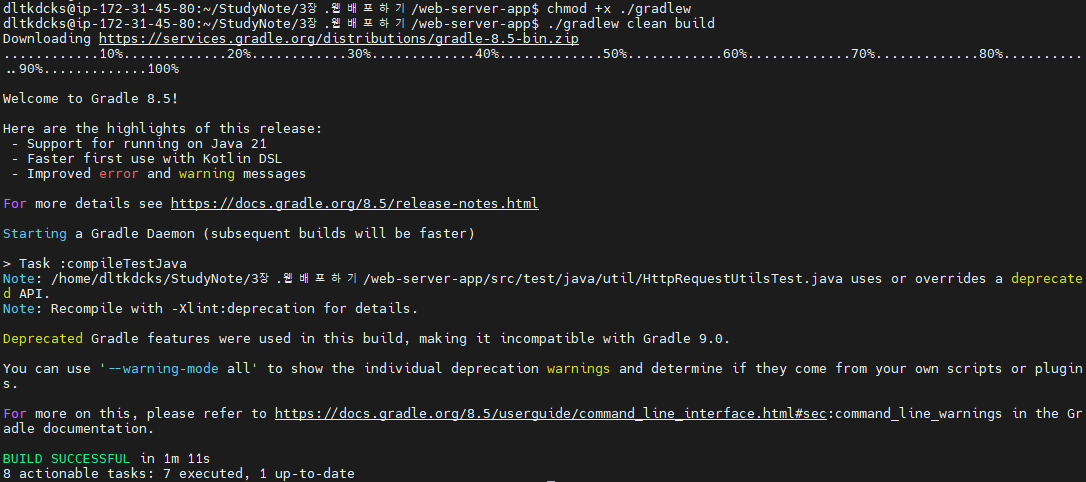 dltkdcks@ip-172-31-45-80:~/StudyNote/3장.웹배포하기/web-server-app$ chmod +x ./gradlew
dltkdcks@ip-172-31-45-80:~/StudyNote/3장.웹배포하기/web-server-app$ ./gradlew clean build
Downloading https://services.gradle.org/distributions/gradle-8.5-bin.zip
............10%............20%............30%.............40%............50%............60%............70%............80%..........
..90%.............100%
Welcome to Gradle 8.5!
Here are the highlights of this release:
- Support for running on Java 21
- Faster first use with Kotlin DSL
- Improved error and warning messages
For more details see https://docs.gradle.org/8.5/release-notes.html
Starting a Gradle Daemon (subsequent builds will be faster)
> Task :compileTestJava
Note: /home/dltkdcks/StudyNote/3장.웹배포하기/web-server-app/src/test/java/util/HttpRequestUtilsTest.java uses or overrides a deprecate
d API.
Note: Recompile with -Xlint:deprecation for details.
Deprecated Gradle features were used in this build, making it incompatible with Gradle 9.0.
You can use '--warning-mode all' to show the individual deprecation warnings and determine if they come from your own scripts or plugin
s.
For more on this, please refer to https://docs.gradle.org/8.5/userguide/command_line_interface.html#sec:command_line_warnings in the Gr
adle documentation.
BUILD SUCCESSFUL in 1m 11s
8 actionable tasks: 7 executed, 1 up-to-date